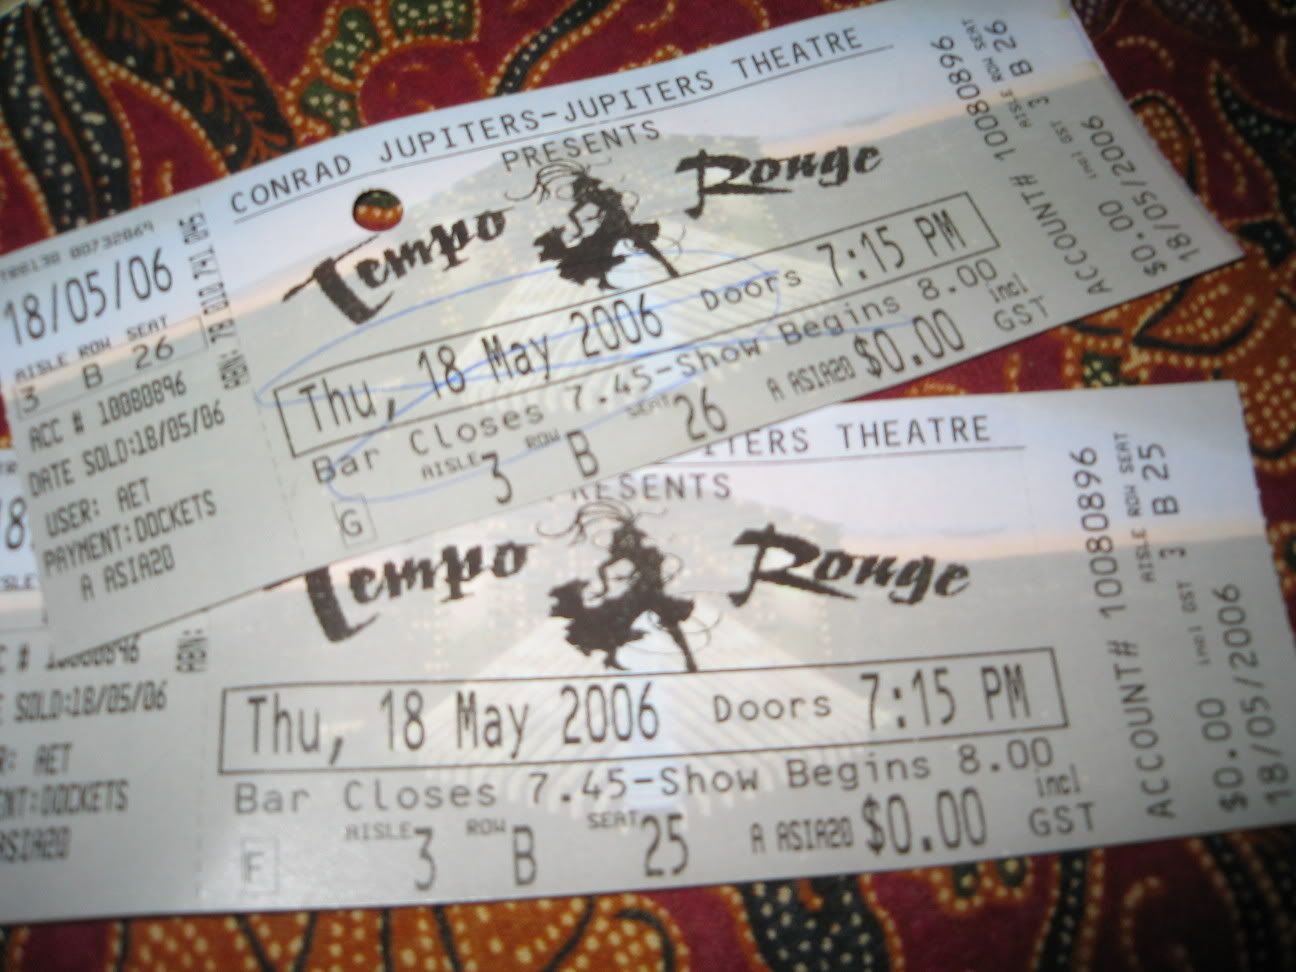 CONRAD JUPITERS-JUPITERS THEATRE
PRESENTS
Tempo Rouge
Thu, 18 May 2006 Doors 7:15 PM
Bar Closes 7.45-Show Begins 8.00
AISLE 3 ROW B SEAT 26 A ASIA20 $0.00 incl GST
G
18/05/06
AISLE ROW SEAT
3 B 26
ACC # 10080896
DATE SOLD:18/05/06
USER: AET
PAYMENT:DOCKETS
A ASIA20
ABN:
ACCOUNT# 10080896
AISLE ROW SEAT
3 B 26
$0.00 incl GST
18/05/2006
ITERS THEATRE
RESENTS
Tempo Rouge
Thu, 18 May 2006 Doors 7:15 PM
Bar Closes 7.45-Show Begins 8.00
AISLE 3 ROW B SEAT 25 A ASIA20 $0.00 incl GST
F
SOLD:18/05/06
AET
NT:DOCKETS
ASIA20
ABN:
ACCOUNT# 10080896
AISLE ROW SEAT
3 B 25
$0.00 incl GST
18/05/2006